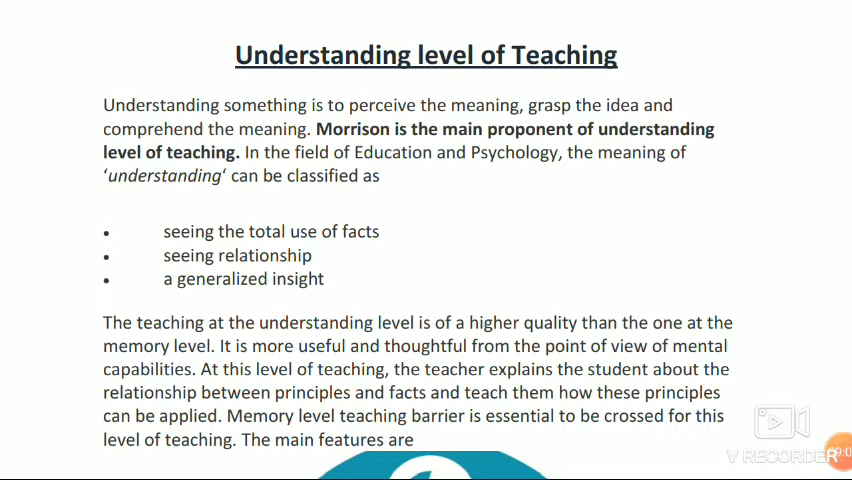 Understanding level of Teaching
Understanding something is to perceive the meaning, grasp the idea and
comprehend the meaning. Morrison is the main proponent of understanding
level of teaching. In the field of Education and Psychology, the meaning of
‘understanding‘ can be classified as
• seeing the total use of facts
• seeing relationship
• a generalized insight
The teaching at the understanding level is of a higher quality than the one at the
memory level. It is more useful and thoughtful from the point of view of mental
capabilities. At this level of teaching, the teacher explains the student about the
relationship between principles and facts and teach them how these principles
can be applied. Memory level teaching barrier is essential to be crossed for this
level of teaching. The main features are
V RECORDER